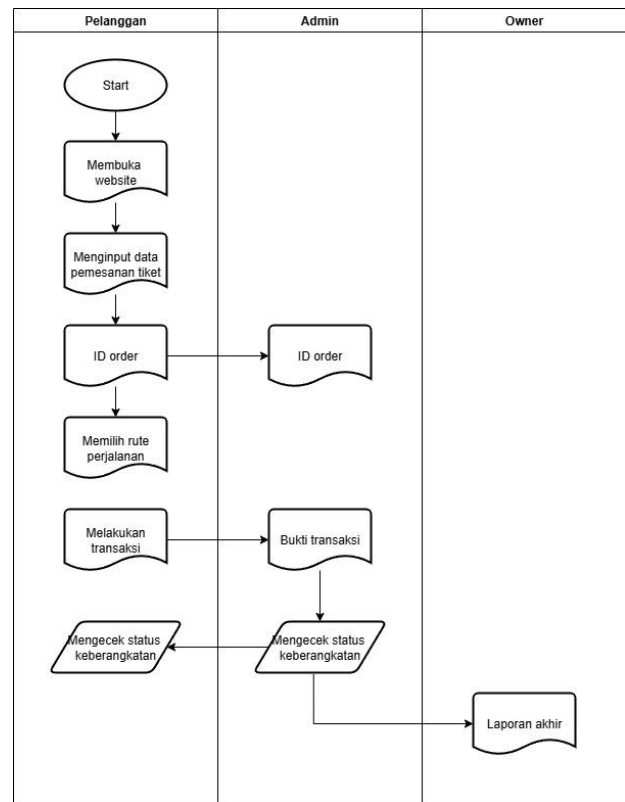 Pelanggan
Admin
Owner
Start
Membuka
website
Menginput data
pemesanan tiket
ID order
ID order
Memilih rute
perjalanan
Melakukan
transaksi
Bukti transaksi
Mengecek status
keberangkatan
Mengecek status
keberangkatan
Laporan akhir